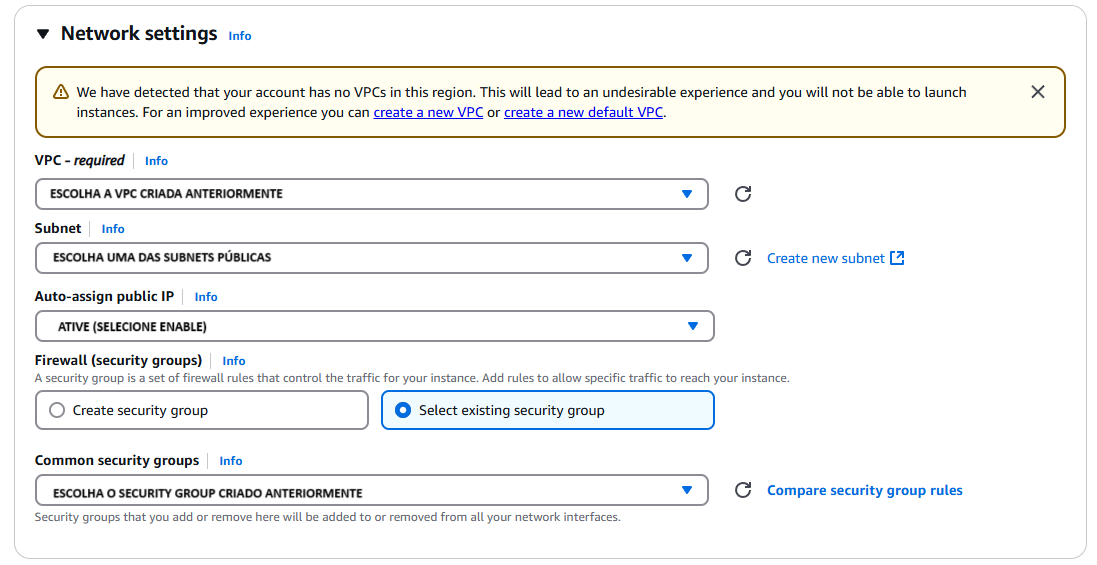 Network settings Info
We have detected that your account has no VPCs in this region. This will lead to an undesirable experience and you will not be able to launch
instances. For an improved experience you can create a new VPC or create a new default VPC.
VPC - required Info
ESCOLHA A VPC CRIADA ANTERIORMENTE
Subnet Info
ESCOLHA UMA DAS SUBNETS PÚBLICAS
Create new subnet
Auto-assign public IP Info
ATIVE (SELECIONE ENABLE)
Firewall (security groups) Info
A security group is a set of firewall rules that control the traffic for your instance. Add rules to allow specific traffic to reach your instance.
Create security group
Select existing security group
Common security groups Info
ESCOLHA O SECURITY GROUP CRIADO ANTERIORMENTE
Compare security group rules
Security groups that you add or remove here will be added to or removed from all your network interfaces.